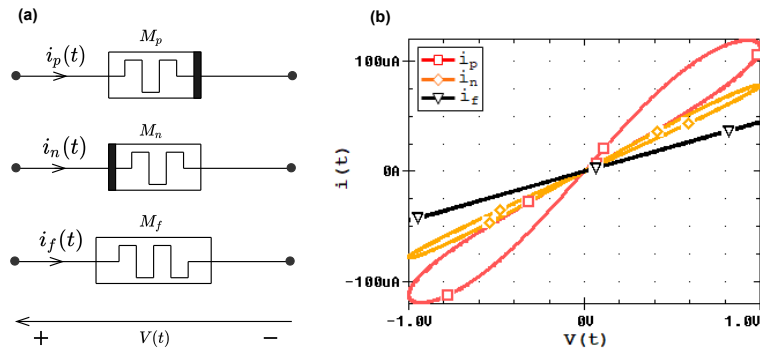 (a)
M_p
i_p(t)
M_n
i_n(t)
M_f
i_f(t)
+ V(t) −
(b)
100uA
0A
-100uA
i(t)
i_p
i_n
i_f
-1.0V 0V 1.0V
V(t)